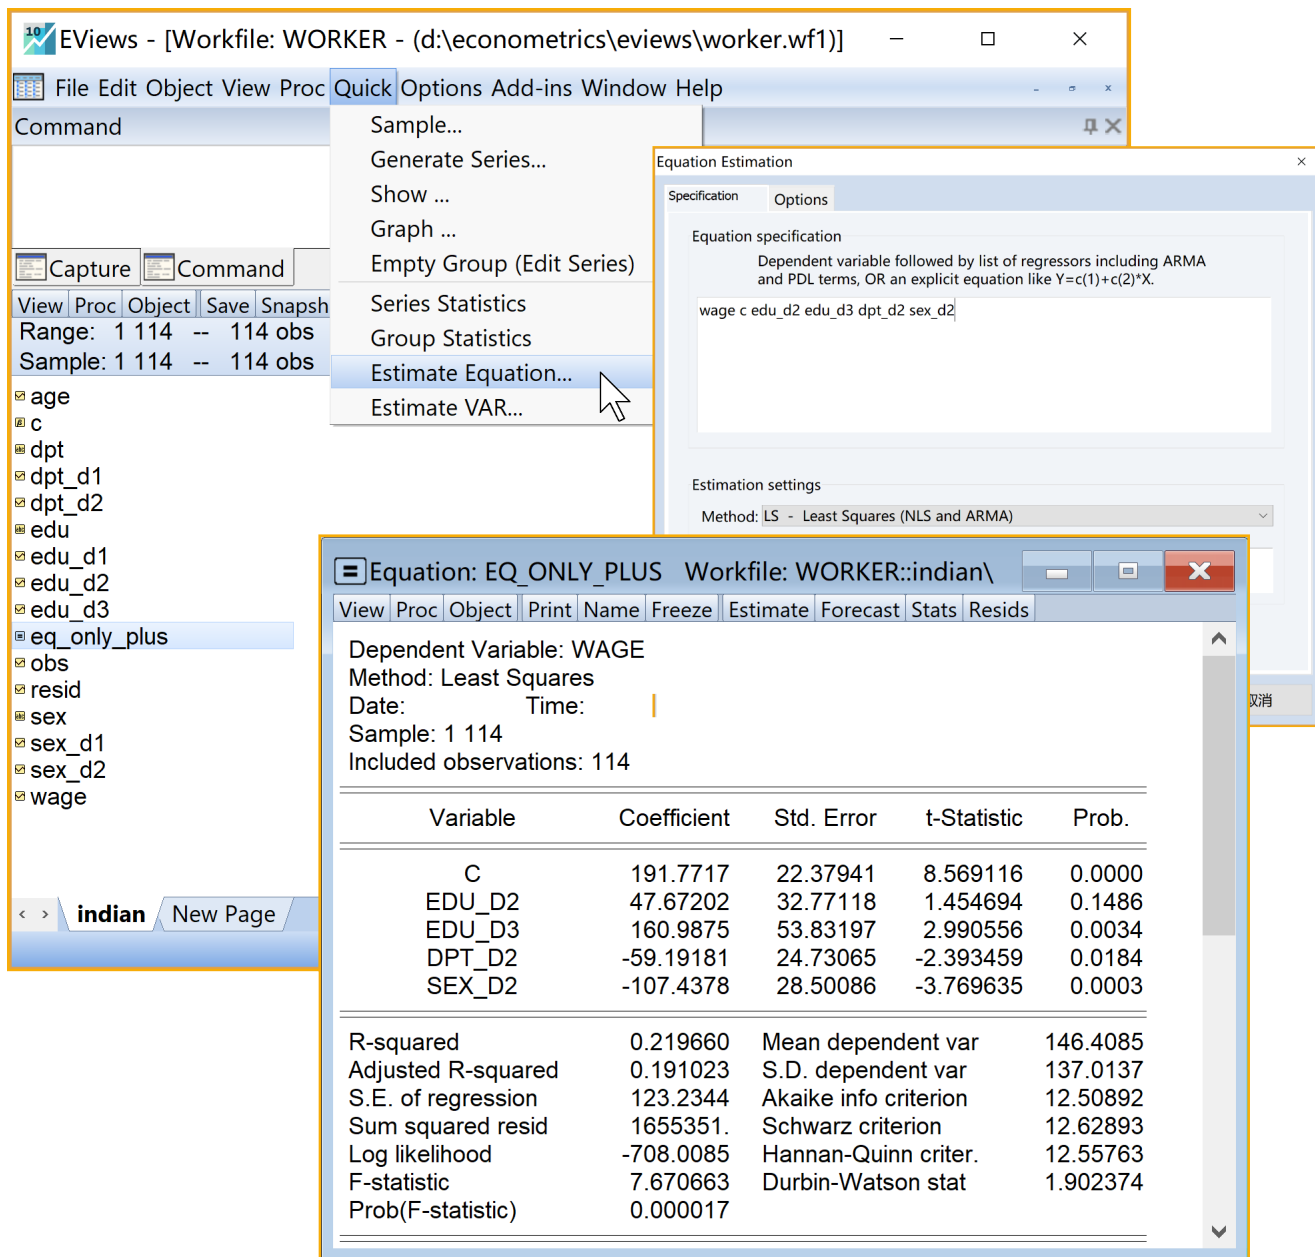 10
EViews - [Workfile: WORKER - (d:\econometrics\eviews\worker.wf1)]
File Edit Object View Proc Quick Options Add-ins Window Help
Command
Sample...
Generate Series...
Show ...
Graph ...
Empty Group (Edit Series)
Series Statistics
Group Statistics
Estimate Equation...
Estimate VAR...
Capture Command
View Proc Object Save Snapsh
Range: 1 114 -- 114 obs
Sample: 1 114 -- 114 obs
age
c
dpt
dpt_d1
dpt_d2
edu
edu_d1
edu_d2
edu_d3
eq_only_plus
obs
resid
sex
sex_d1
sex_d2
wage
indian New Page
Equation Estimation
Specification Options
Equation specification
Dependent variable followed by list of regressors including ARMA
and PDL terms, OR an explicit equation like Y=c(1)+c(2)*X.
wage c edu_d2 edu_d3 dpt_d2 sex_d2
Estimation settings
Method: LS - Least Squares (NLS and ARMA)
消
Equation: EQ_ONLY_PLUS Workfile: WORKER::indian\
View Proc Object Print Name Freeze Estimate Forecast Stats Resids
Dependent Variable: WAGE
Method: Least Squares
Date: Time:
Sample: 1 114
Included observations: 114
Variable Coefficient Std. Error t-Statistic Prob.
C 191.7717 22.37941 8.569116 0.0000
EDU_D2 47.67202 32.77118 1.454694 0.1486
EDU_D3 160.9875 53.83197 2.990556 0.0034
DPT_D2 -59.19181 24.73065 -2.393459 0.0184
SEX_D2 -107.4378 28.50086 -3.769635 0.0003
R-squared 0.219660 Mean dependent var 146.4085
Adjusted R-squared 0.191023 S.D. dependent var 137.0137
S.E. of regression 123.2344 Akaike info criterion 12.50892
Sum squared resid 1655351. Schwarz criterion 12.62893
Log likelihood -708.0085 Hannan-Quinn criter. 12.55763
F-statistic 7.670663 Durbin-Watson stat 1.902374
Prob(F-statistic) 0.000017